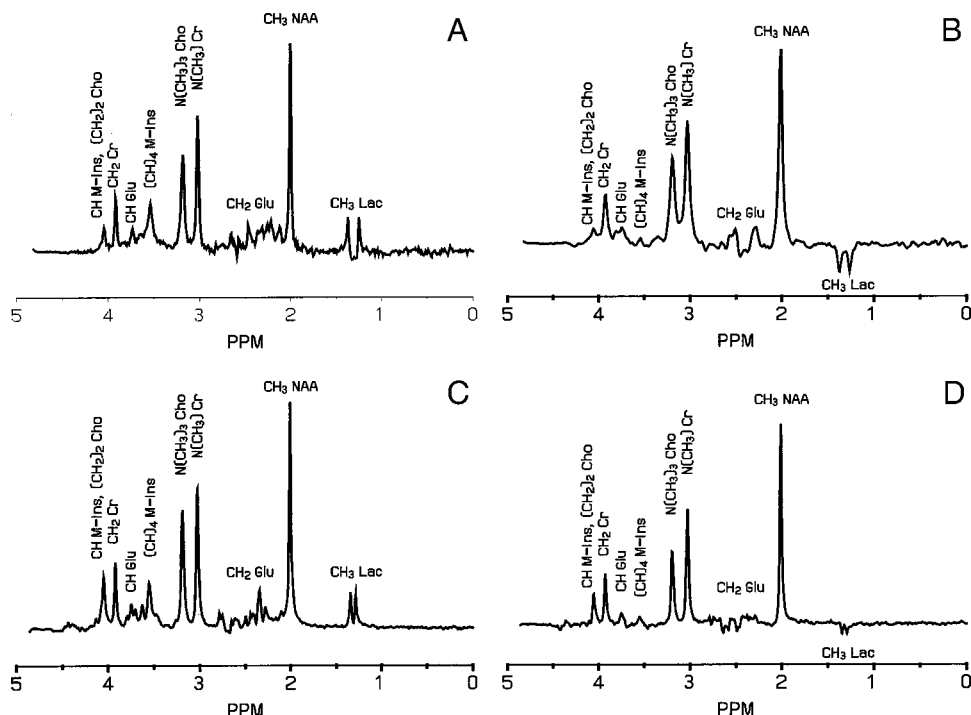 A
CH₃ NAA
N(CH₃)₃ Cho
N(CH₃) Cr
CH M-Ins, (CH₂)₂ Cho
CH₂ Cr
CH Glu
(CH)₄ M-Ins
CH₂ Glu
CH₃ Lac
5 4 3 2 1 0
PPM
B
CH₃ NAA
N(CH₃)₃ Cho
N(CH₃) Cr
CH M-Ins, (CH₂)₂ Cho
CH₂ Cr
CH Glu
(CH)₄ M-Ins
CH₂ Glu
CH₃ Lac
5 4 3 2 1 0
PPM
C
CH₃ NAA
N(CH₃)₃ Cho
N(CH₃) Cr
CH M-Ins, (CH₂)₂ Cho
CH₂ Cr
CH Glu
(CH)₄ M-Ins
CH₂ Glu
CH₃ Lac
5 4 3 2 1 0
PPM
D
CH₃ NAA
N(CH₃)₃ Cho
N(CH₃) Cr
CH M-Ins, (CH₂)₂ Cho
CH₂ Cr
CH Glu
(CH)₄ M-Ins
CH₂ Glu
CH₃ Lac
5 4 3 2 1 0
PPM